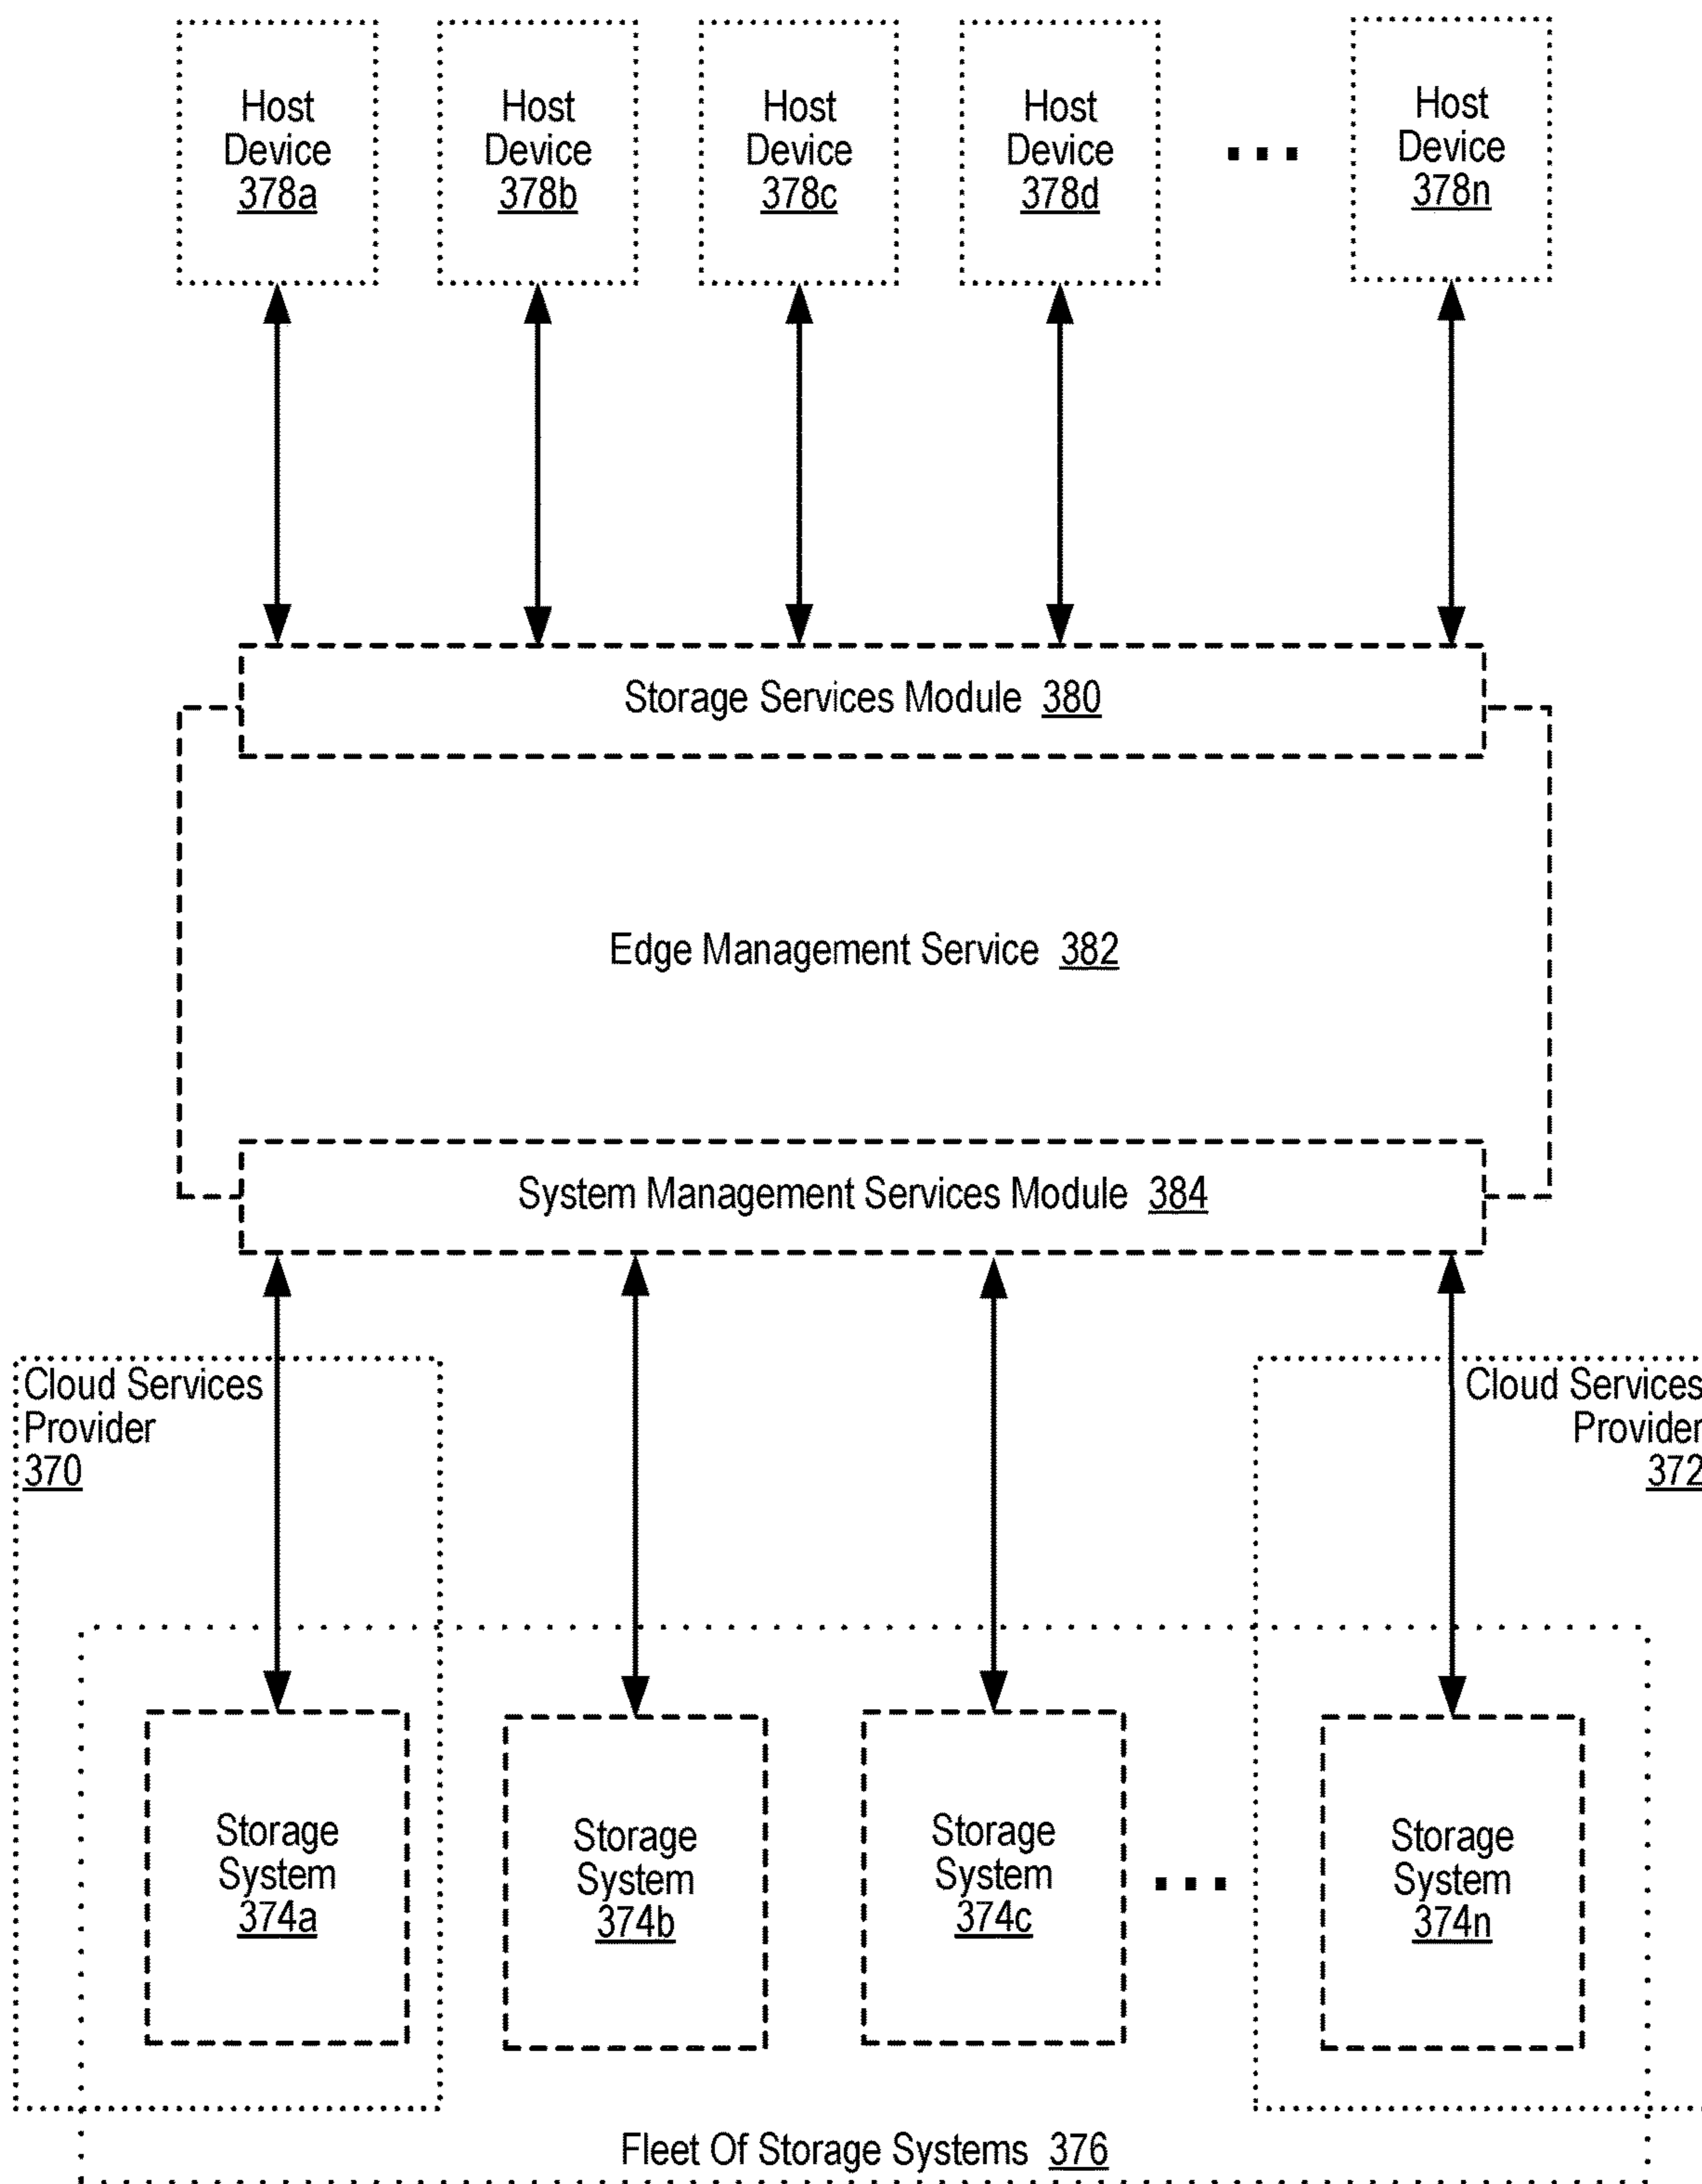 Host
Device
378a
Host
Device
378b
Host
Device
378c
Host
Device
378d
...
Host
Device
378n
Storage Services Module 380
Edge Management Service 382
System Management Services Module 384
Cloud Services
Provider
370
Cloud Services
Provider
372
Storage
System
374a
Storage
System
374b
Storage
System
374c
...
Storage
System
374n
Fleet Of Storage Systems 376